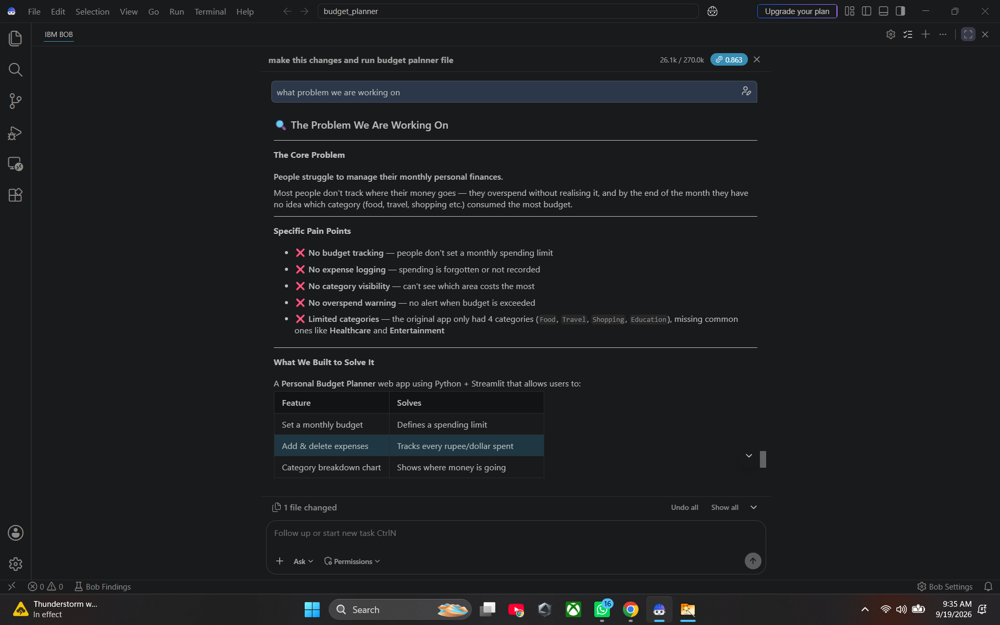 File Edit Selection View Go Run Terminal Help
budget_planner
Upgrade your plan
IBM BOB
make this changes and run budget palnner file
26.1k / 270.0k
0.863
what problem we are working on
The Problem We Are Working On
The Core Problem
People struggle to manage their monthly personal finances.
Most people don't track where their money goes — they overspend without realising it, and by the end of the month they have
no idea which category (food, travel, shopping etc.) consumed the most budget.
Specific Pain Points
• ❌ No budget tracking — people don't set a monthly spending limit
• ❌ No expense logging — spending is forgotten or not recorded
• ❌ No category visibility — can't see which area costs the most
• ❌ No overspend warning — no alert when budget is exceeded
• ❌ Limited categories — the original app only had 4 categories (Food, Travel, Shopping, Education), missing common
ones like Healthcare and Entertainment
What We Built to Solve It
A Personal Budget Planner web app using Python + Streamlit that allows users to:
Feature Solves
Set a monthly budget Defines a spending limit
Add & delete expenses Tracks every rupee/dollar spent
Category breakdown chart Shows where money is going
1 file changed
Undo all Show all
Follow up or start new task CtrlN
Ask Permissions
0 0 Bob Findings
Bob Settings
Thunderstorm w...
In effect
Search
16
9:35 AM
9/19/2026